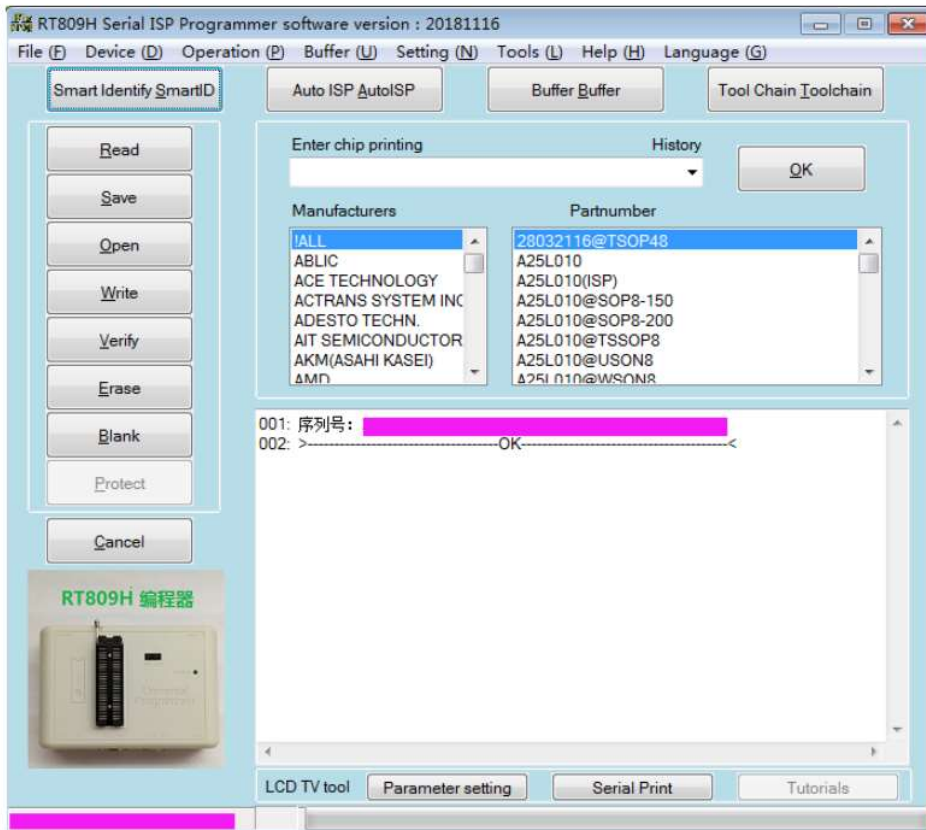 RT809H Serial ISP Programmer software version : 20181116
File (F) Device (D) Operation (P) Buffer (U) Setting (N) Tools (L) Help (H) Language (G)
Smart Identify SmartID
Auto ISP AutoISP
Buffer Buffer
Tool Chain Toolchain
Read
Save
Open
Write
Verify
Erase
Blank
Protect
Cancel
RT809H 编程器
Enter chip printing
History
OK
Manufacturers
!ALL
ABLIC
ACE TECHNOLOGY
ACTRANS SYSTEM INC
ADESTO TECHN.
AIT SEMICONDUCTOR
AKM(ASAHI KASEI)
AMD
Partnumber
28032116@TSOP48
A25L010
A25L010(ISP)
A25L010@SOP8-150
A25L010@SOP8-200
A25L010@TSSOP8
A25L010@USON8
A25L010@WSON8
001: 序列号：
002: >-------------------------------------OK----------------------------------------<
LCD TV tool
Parameter setting
Serial Print
Tutorials